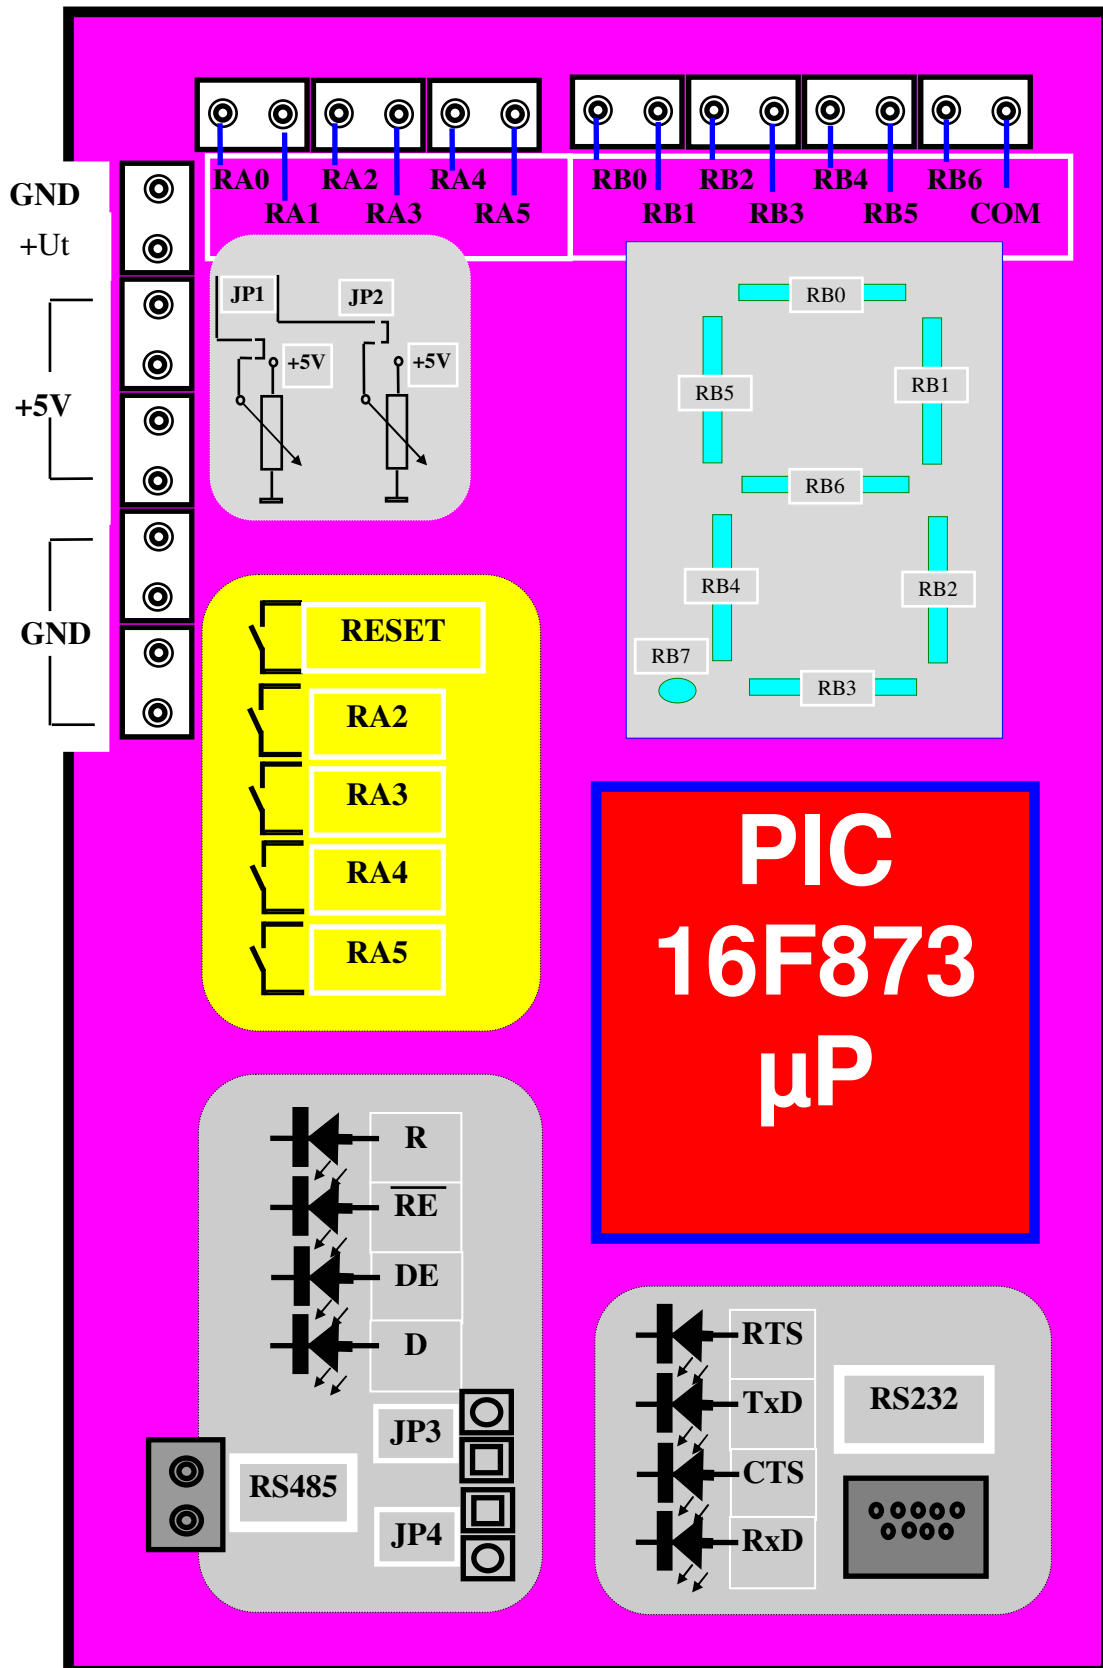 RA0 RA2 RA4 RB0 RB2 RB4 RB6
RA1 RA3 RA5 RB1 RB3 RB5 COM
GND
+Ut
+5V
GND
JP1 JP2
+5V +5V
RB0
RB5 RB1
RB6
RB4 RB2
RB7
RB3
RESET
RA2
RA3
RA4
RA5
PIC
16F873
µP
R
RE
DE
D
JP3
RS485
JP4
RTS
TxD
CTS
RxD
RS232